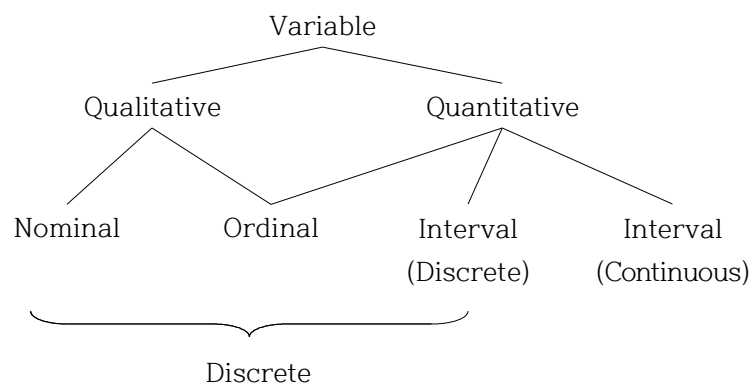 Variable
Qualitative Quantitative
Nominal Ordinal Interval Interval
(Discrete) (Continuous)
Discrete